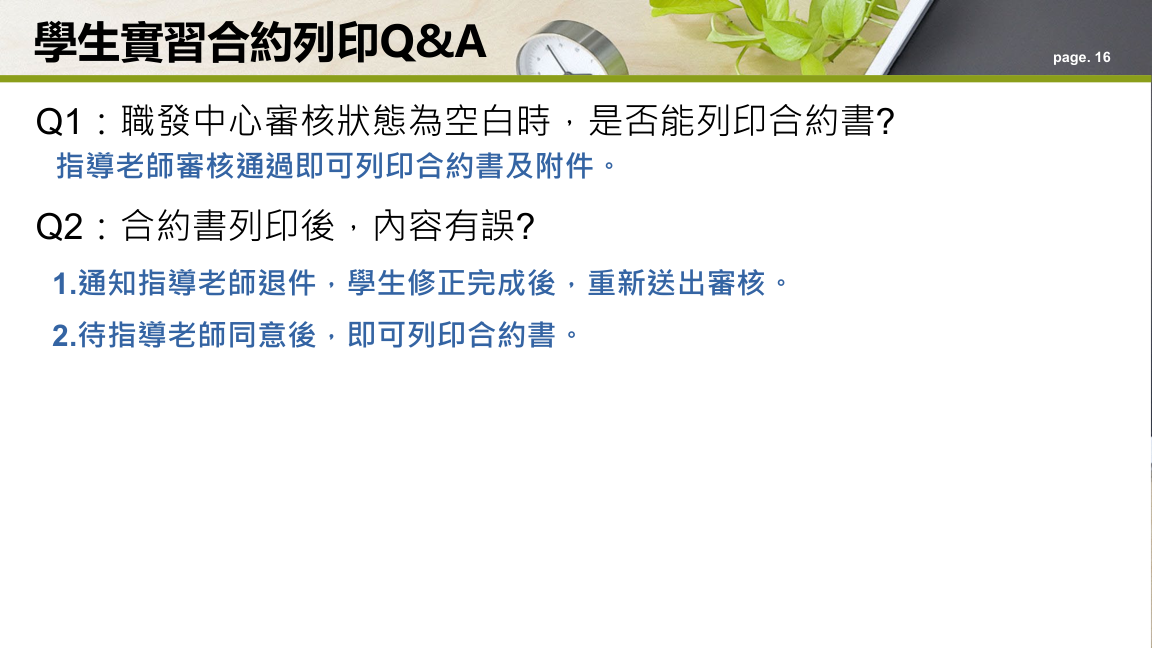 學生實習合約列印Q&A
page. 16
Q1：職發中心審核狀態為空白時，是否能列印合約書?
指導老師審核通過即可列印合約書及附件。
Q2：合約書列印後，內容有誤?
1.通知指導老師退件，學生修正完成後，重新送出審核。
2.待指導老師同意後，即可列印合約書。